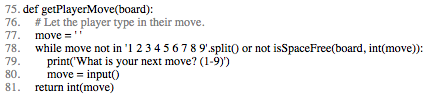 75. def getPlayerMove(board):
76.     # Let the player type in their move.
77.     move = ' '
78.     while move not in '1 2 3 4 5 6 7 8 9'.split() or not isSpaceFree(board, int(move)):
79.         print('What is your next move? (1-9)')
80.         move = input()
81.     return int(move)